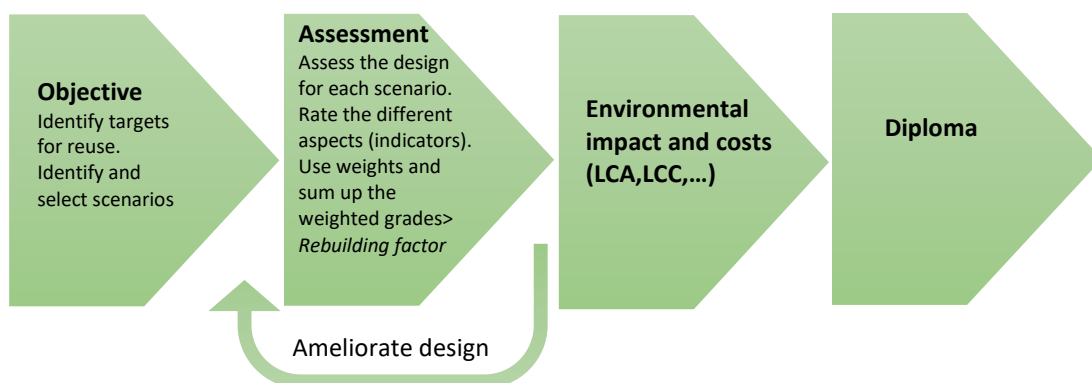 Objective
Identify targets
for reuse.
Identify and
select scenarios
Assessment
Assess the design
for each scenario.
Rate the different
aspects (indicators).
Use weights and
sum up the
weighted grades>
Rebuilding factor
Environmental
impact and costs
(LCA,LCC,...)
Diploma
Ameliorate design